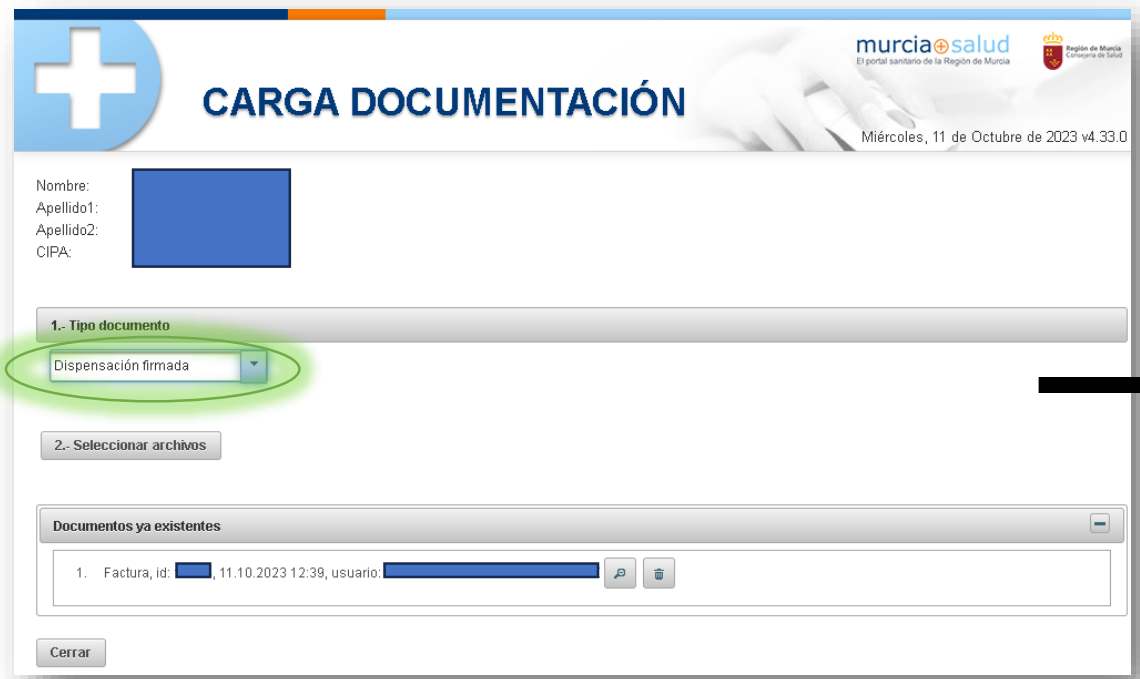 murcia salud
El portal sanitario de la Región de Murcia
Región de Murcia
Consejería de Salud
CARGA DOCUMENTACIÓN
Miércoles, 11 de Octubre de 2023 v4.33.0
Nombre:
Apellido1:
Apellido2:
CIPA:
1.- Tipo documento
Dispensación firmada
2.- Seleccionar archivos
Documentos ya existentes
1. Factura, id: , 11.10.2023 12:39, usuario:
Cerrar